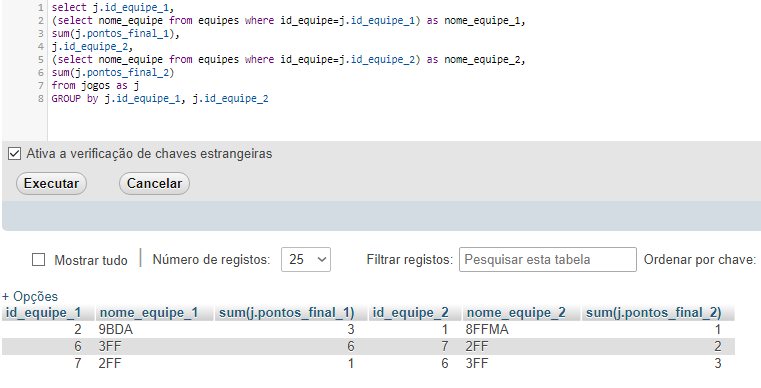 1 select j.id_equipe_1,
2 (select nome_equipe from equipes where id_equipe=j.id_equipe_1) as nome_equipe_1,
3 sum(j.pontos_final_1),
4 j.id_equipe_2,
5 (select nome_equipe from equipes where id_equipe=j.id_equipe_2) as nome_equipe_2,
6 sum(j.pontos_final_2)
7 from jogos as j
8 GROUP by j.id_equipe_1, j.id_equipe_2
Ativa a verificação de chaves estrangeiras
Executar Cancelar
Mostrar tudo Número de registos: 25 Filtrar registos: Pesquisar esta tabela Ordenar por chave:
+ Opções
id_equipe_1 nome_equipe_1 sum(j.pontos_final_1) id_equipe_2 nome_equipe_2 sum(j.pontos_final_2)
2 9BDA 3 1 8FFMA 1
6 3FF 6 7 2FF 2
7 2FF 1 6 3FF 3